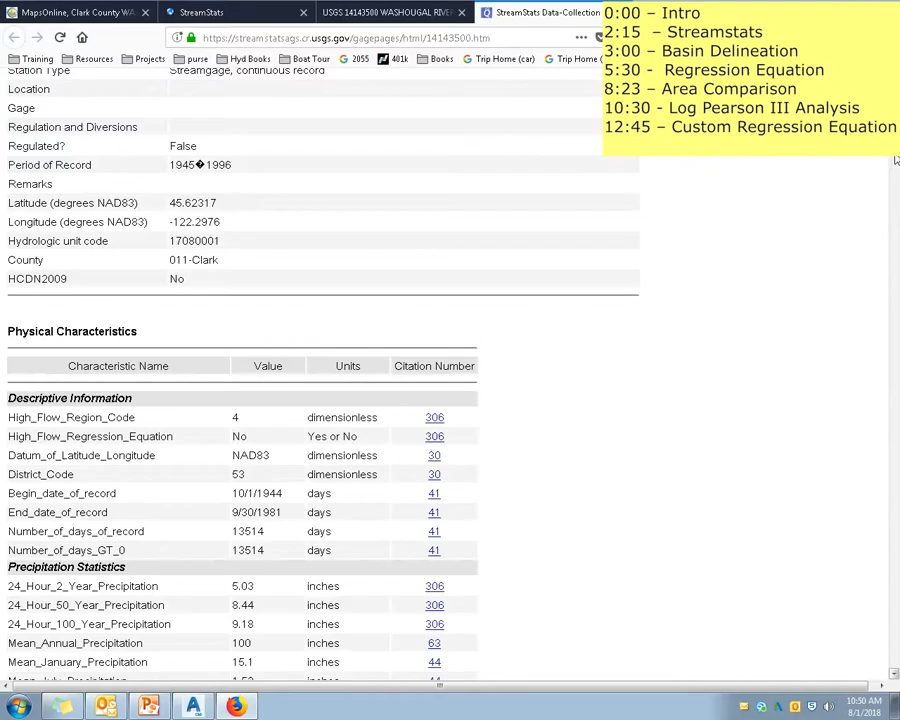 MapsOnline, Clark County WA
StreamStats
USGS 14143500 WASHOUGAL RIVER
StreamStats Data-Collection
https://streamstatsags.cr.usgs.gov/gagepages/html/14143500.htm
Training Resources Projects purse Hyd Books Boat Tour 2055 401k Books Trip Home (car) Trip Home
0:00 – Intro
2:15 – Streamstats
3:00 – Basin Delineation
5:30 - Regression Equation
8:23 – Area Comparison
10:30 - Log Pearson III Analysis
12:45 – Custom Regression Equation
Station Type Streamgage, continuous record
Location
Gage
Regulation and Diversions
Regulated? False
Period of Record 1945�1996
Remarks
Latitude (degrees NAD83) 45.62317
Longitude (degrees NAD83) -122.2976
Hydrologic unit code 17080001
County 011-Clark
HCDN2009 No
Physical Characteristics
Characteristic Name Value Units Citation Number
Descriptive Information
High_Flow_Region_Code 4 dimensionless 306
High_Flow_Regression_Equation No Yes or No 306
Datum_of_Latitude_Longitude NAD83 dimensionless 30
District_Code 53 dimensionless 30
Begin_date_of_record 10/1/1944 days 41
End_date_of_record 9/30/1981 days 41
Number_of_days_of_record 13514 days 41
Number_of_days_GT_0 13514 days 41
Precipitation Statistics
24_Hour_2_Year_Precipitation 5.03 inches 306
24_Hour_50_Year_Precipitation 8.44 inches 306
24_Hour_100_Year_Precipitation 9.18 inches 306
Mean_Annual_Precipitation 100 inches 63
Mean_January_Precipitation 15.1 inches 44
Mean_July_Precipitation 1.52 inches 44
10:50 AM
8/1/2018